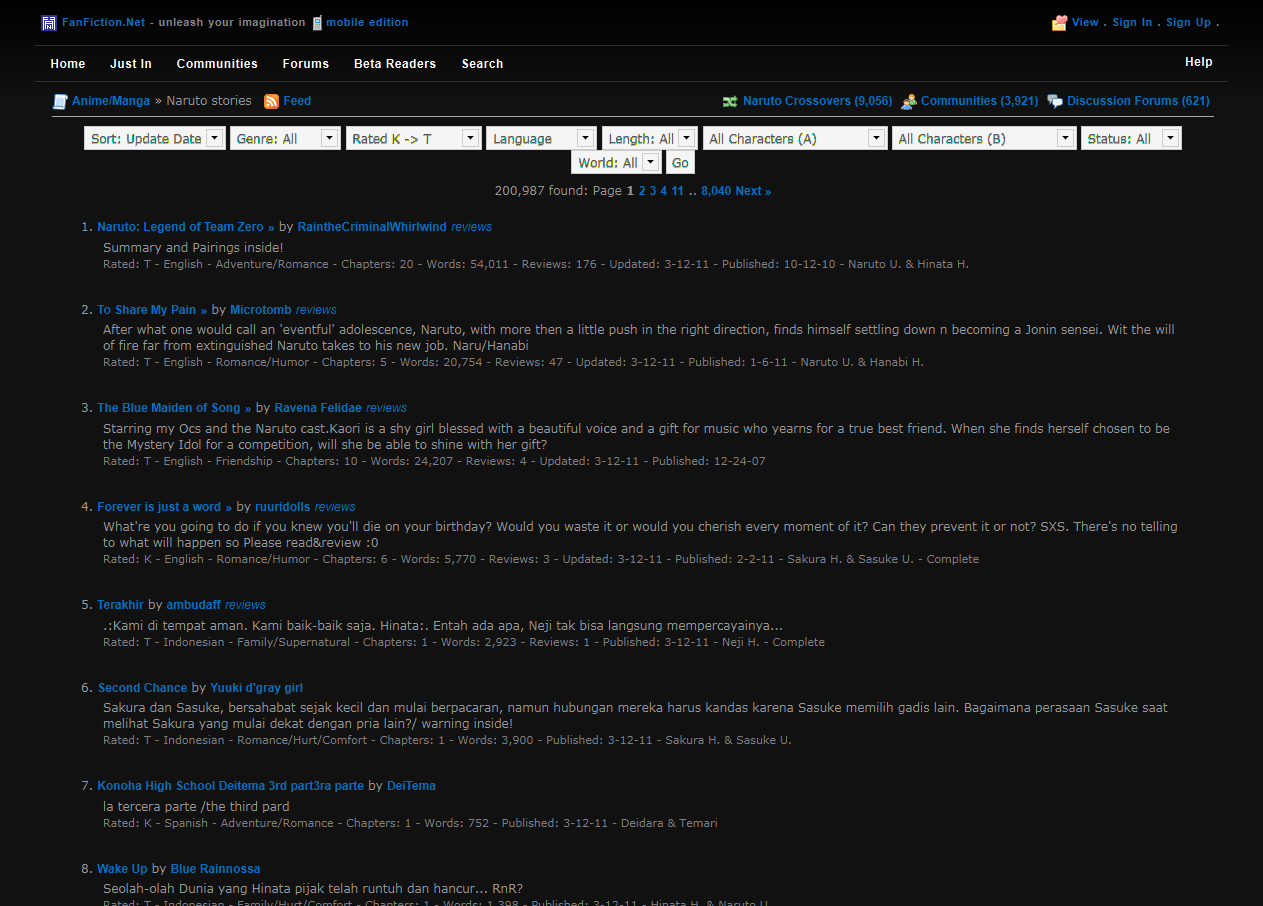 FanFiction.Net - unleash your imagination mobile edition View . Sign In . Sign Up .
Home Just In Communities Forums Beta Readers Search Help
Anime/Manga » Naruto stories Feed Naruto Crossovers (9,056) Communities (3,921) Discussion Forums (621)
Sort: Update Date Genre: All Rated K -> T Language Length: All All Characters (A) All Characters (B) Status: All
World: All Go
200,987 found: Page 1 2 3 4 11 .. 8,040 Next »
1. Naruto: Legend of Team Zero » by RaintheCriminalWhirlwind reviews
Summary and Pairings inside!
Rated: T - English - Adventure/Romance - Chapters: 20 - Words: 54,011 - Reviews: 176 - Updated: 3-12-11 - Published: 10-12-10 - Naruto U. & Hinata H.
2. To Share My Pain » by Microtomb reviews
After what one would call an 'eventful' adolescence, Naruto, with more then a little push in the right direction, finds himself settling down n becoming a Jonin sensei. Wit the will
of fire far from extinguished Naruto takes to his new job. Naru/Hanabi
Rated: T - English - Romance/Humor - Chapters: 5 - Words: 20,754 - Reviews: 47 - Updated: 3-12-11 - Published: 1-6-11 - Naruto U. & Hanabi H.
3. The Blue Maiden of Song » by Ravena Felidae reviews
Starring my Ocs and the Naruto cast.Kaori is a shy girl blessed with a beautiful voice and a gift for music who yearns for a true best friend. When she finds herself chosen to be
the Mystery Idol for a competition, will she be able to shine with her gift?
Rated: T - English - Friendship - Chapters: 10 - Words: 24,207 - Reviews: 4 - Updated: 3-12-11 - Published: 12-24-07
4. Forever is just a word » by ruuridolls reviews
What're you going to do if you knew you'll die on your birthday? Would you waste it or would you cherish every moment of it? Can they prevent it or not? SXS. There's no telling
to what will happen so Please read&review :0
Rated: K - English - Romance/Humor - Chapters: 6 - Words: 5,770 - Reviews: 3 - Updated: 3-12-11 - Published: 2-2-11 - Sakura H. & Sasuke U. - Complete
5. Terakhir by ambudaff reviews
.:Kami di tempat aman. Kami baik-baik saja. Hinata:. Entah ada apa, Neji tak bisa langsung mempercayainya...
Rated: T - Indonesian - Family/Supernatural - Chapters: 1 - Words: 2,923 - Reviews: 1 - Published: 3-12-11 - Neji H. - Complete
6. Second Chance by Yuuki d'gray girl
Sakura dan Sasuke, bersahabat sejak kecil dan mulai berpacaran, namun hubungan mereka harus kandas karena Sasuke memilih gadis lain. Bagaimana perasaan Sasuke saat
melihat Sakura yang mulai dekat dengan pria lain?/ warning inside!
Rated: T - Indonesian - Romance/Hurt/Comfort - Chapters: 1 - Words: 3,900 - Published: 3-12-11 - Sakura H. & Sasuke U.
7. Konoha High School Deitema 3rd part3ra parte by DeiTema
la tercera parte /the third pard
Rated: K - Spanish - Adventure/Romance - Chapters: 1 - Words: 752 - Published: 3-12-11 - Deidara & Temari
8. Wake Up by Blue Rainnossa
Seolah-olah Dunia yang Hinata pijak telah runtuh dan hancur... RnR?
Rated: T - Indonesian - Family/Hurt/Comfort - Chapters: 1 - Words: 1,398 - Published: 3-12-11 - Hinata H. & Naruto U.